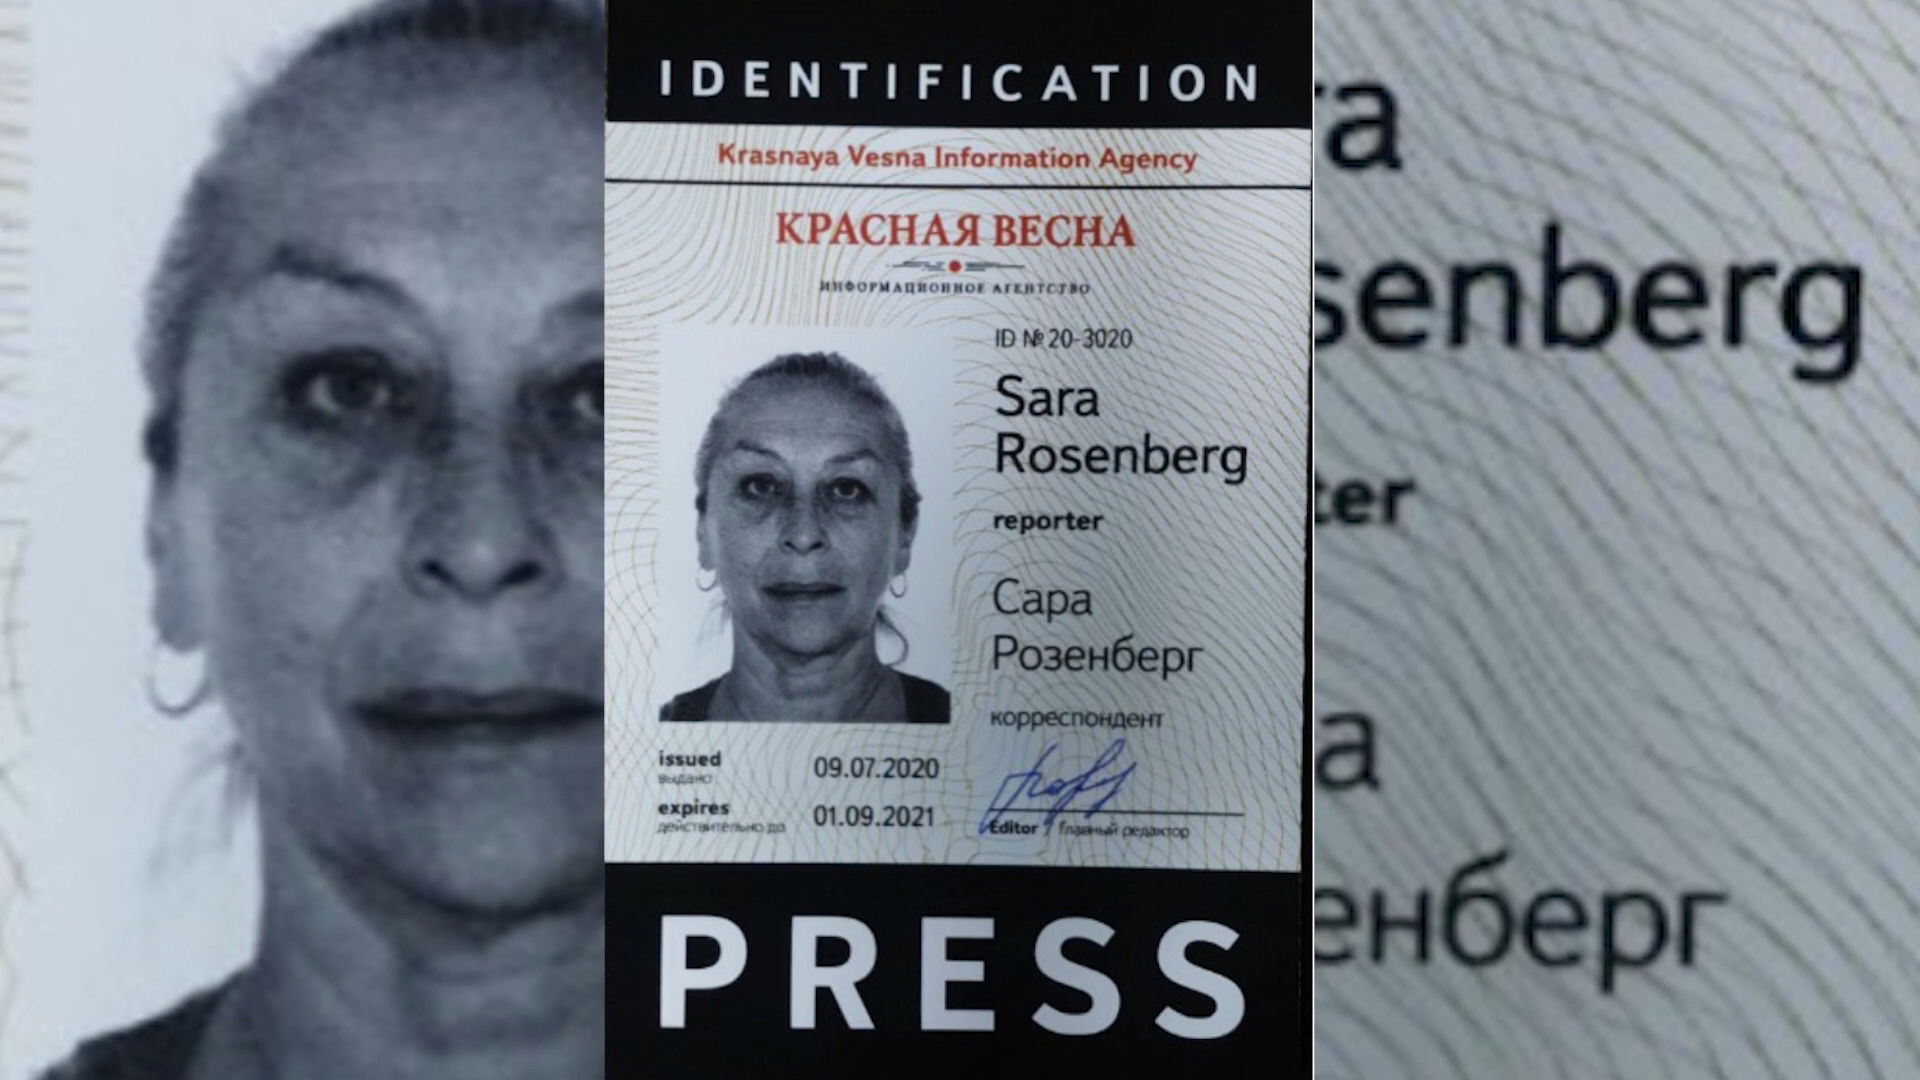 IDENTIFICATION
Krasnaya Vesna Information Agency
КРАСНАЯ ВЕСНА
ИНФОРМАЦИОННОЕ АГЕНТСТВО
ID № 20-3020
Sara
Rosenberg
reporter
Сара
Розенберг
корреспондент
issued 09.07.2020
выдано
expires 01.09.2021
действительно до
Editor / Главный редактор
PRESS
ra
senberg
ter
а
енберг